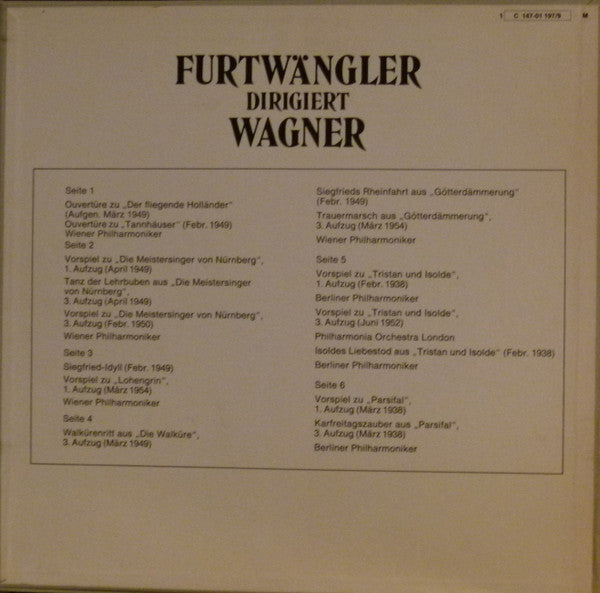 1 C 147-01 197/9 M
FURTWÄNGLER
DIRIGIERT
WAGNER
Seite 1
Ouvertüre zu „Der fliegende Holländer"
(Aufgen. März 1949)
Ouvertüre zu „Tannhäuser" (Febr. 1949)
Wiener Philharmoniker
Seite 2
Vorspiel zu „Die Meistersinger von Nürnberg",
1. Aufzug (April 1949)
Tanz der Lehrbuben aus „Die Meistersinger
von Nürnberg",
3. Aufzug (April 1949)
Vorspiel zu „Die Meistersinger von Nürnberg",
3. Aufzug (Febr. 1950)
Wiener Philharmoniker
Seite 3
Siegfried-Idyll (Febr. 1949)
Vorspiel zu „Lohengrin",
1. Aufzug (März 1954)
Wiener Philharmoniker
Seite 4
Walkürenritt aus „Die Walküre",
3. Aufzug (März 1949)
Siegfrieds Rheinfahrt aus „Götterdämmerung"
(Febr. 1949)
Trauermarsch aus „Götterdämmerung",
3. Aufzug (März 1954)
Wiener Philharmoniker
Seite 5
Vorspiel zu „Tristan und Isolde",
1. Aufzug (Febr. 1938)
Berliner Philharmoniker
Vorspiel zu „Tristan und Isolde",
3. Aufzug (Juni 1952)
Philharmonia Orchestra London
Isoldes Liebestod aus „Tristan und Isolde" (Febr. 1938)
Berliner Philharmoniker
Seite 6
Vorspiel zu „Parsifal",
1. Aufzug (März 1938)
Karfreitagszauber aus „Parsifal",
3. Aufzug (März 1938)
Berliner Philharmoniker